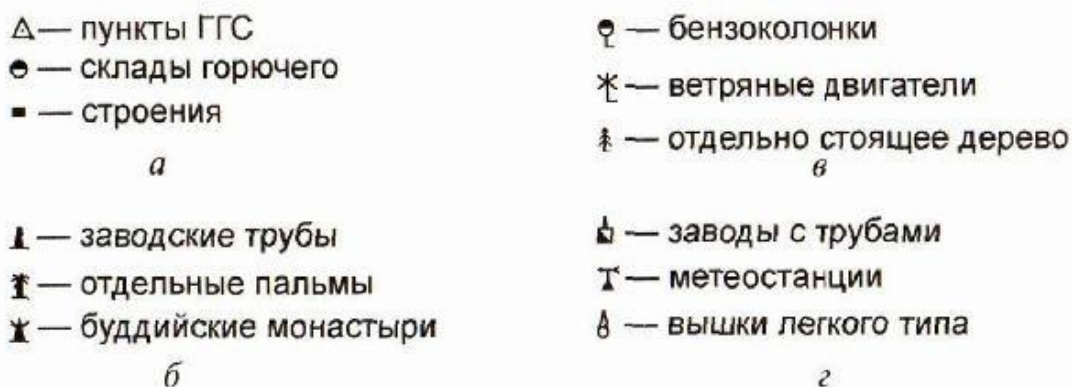 — пункты ГГС
— склады горючего
— строения
а
— бензоколонки
— ветряные двигатели
— отдельно стоящее дерево
в
— заводские трубы
— отдельные пальмы
— буддийские монастыри
б
— заводы с трубами
— метеостанции
— вышки легкого типа
г